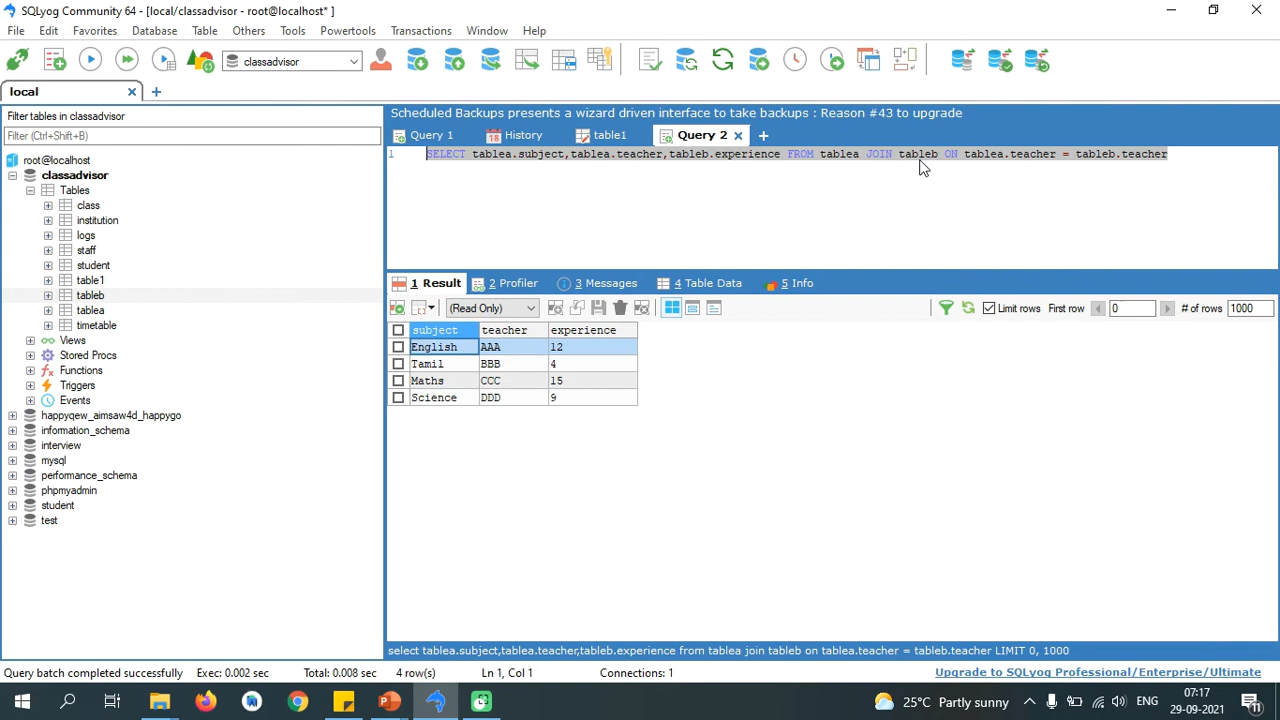 SQLyog Community 64 - [local/classadvisor - root@localhost* ]
File Edit Favorites Database Table Others Tools Powertools Transactions Window Help
classadvisor
local
Filter tables in classadvisor
Filter (Ctrl+Shift+B)
root@localhost
classadvisor
Tables
class
institution
logs
staff
student
table1
tableb
tablea
timetable
Views
Stored Procs
Functions
Triggers
Events
happyqew_aimsaw4d_happygo
information_schema
interview
mysql
performance_schema
phpmyadmin
student
test
Scheduled Backups presents a wizard driven interface to take backups : Reason #43 to upgrade
Query 1 18 History table1 Query 2
1 SELECT tablea.subject,tablea.teacher,tableb.experience FROM tablea JOIN tableb ON tablea.teacher = tableb.teacher
1 Result 2 Profiler 3 Messages 4 Table Data 5 Info
(Read Only) Limit rows First row 0 # of rows 1000
subject teacher experience
English AAA 12
Tamil BBB 4
Maths CCC 15
Science DDD 9
select tablea.subject,tablea.teacher,tableb.experience from tablea join tableb on tablea.teacher = tableb.teacher LIMIT 0, 1000
Query batch completed successfully Exec: 0.002 sec Total: 0.008 sec 4 row(s) Ln 1, Col 1 Connections: 1 Upgrade to SQLyog Professional/Enterprise/Ultimate
25°C Partly sunny ENG 07:17
29-09-2021 11